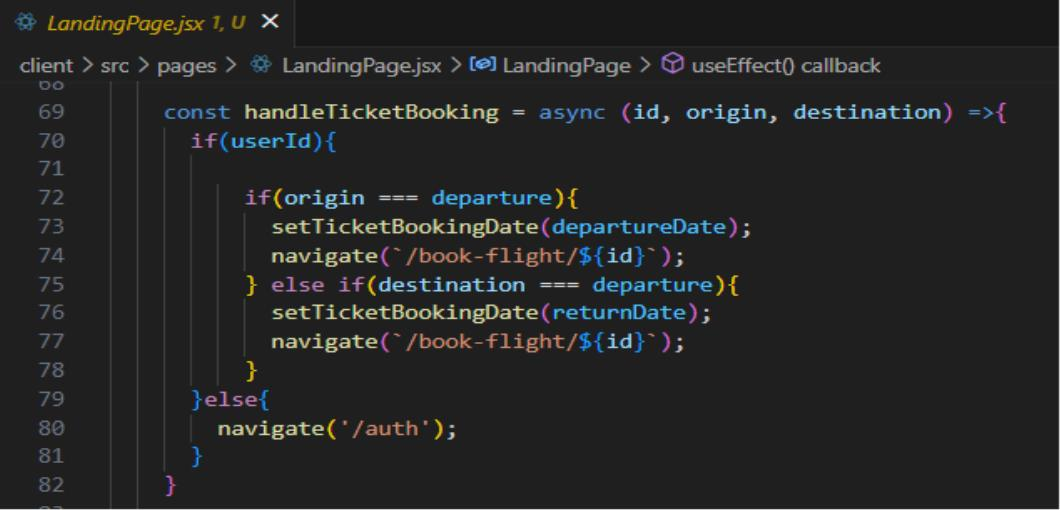 LandingPage.jsx 1, U ×
client > src > pages > LandingPage.jsx > LandingPage > useEffect() callback
68
69 const handleTicketBooking = async (id, origin, destination) =>{
70 if(userId){
71
72 if(origin === departure){
73 setTicketBookingDate(departureDate);
74 navigate(`/book-flight/${id}`);
75 } else if(destination === departure){
76 setTicketBookingDate(returnDate);
77 navigate(`/book-flight/${id}`);
78 }
79 }else{
80 navigate('/auth');
81 }
82 }